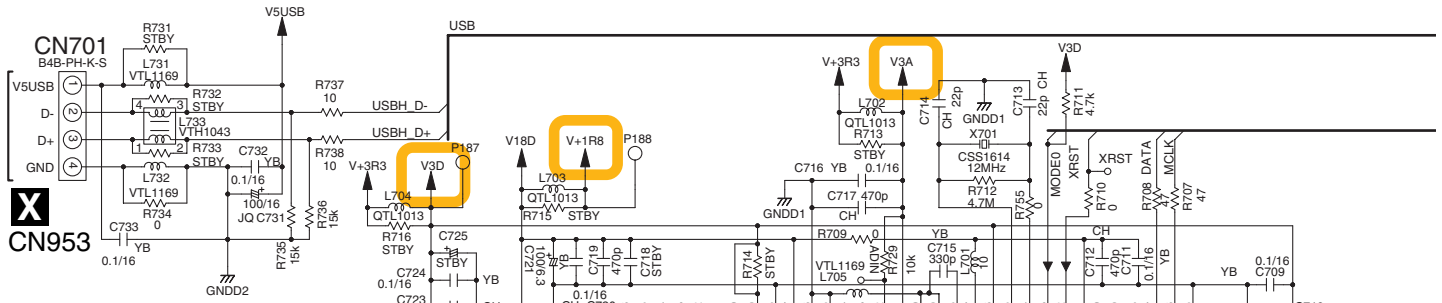 V5USB
USB
R731
STBY
CN701
B4B-PH-K-S
L731
VTL1169
V5USB
1
R732
STBY
D-
2
4
3
L733
VTH1043
D+
3
1
2
R733
STBY
GND
4
L732
VTL1169
R734
0
X
CN953
C733
YB
0.1/16
C732
YB
0.1/16
100/16
JQ C731
GNDD2
R735
15k
R736
15k
R737
10
USBH_D-
USBH_D+
R738
10
V+3R3
V3D
P187
L704
QTL1013
R716
STBY
C725
STBY
C724
YB
0.1/16
C723
V18D
V+1R8
P188
L703
QTL1013
R715
STBY
C721
100/6.3
YB
C719
470p
C718
STBY
0.1/16
V+3R3
V3A
L702
QTL1013
R713
STBY
C716
YB
0.1/16
C717
470p
CH
GNDD1
R709
0
R714
STBY
VTL1169
L705
ADIN
R729
10k
C715
330p
YB
L701
10
C714
22p
CH
GNDD1
C713
22p
CH
X701
CSS1614
12MHz
R712
4.7M
R755
0
V3D
R711
4.7k
MODE0
XRST
XRST
R710
0
DATA
R708
47
MCLK
R707
47
CH
C712
470p
C711
0.1/16
YB
YB
0.1/16
C709